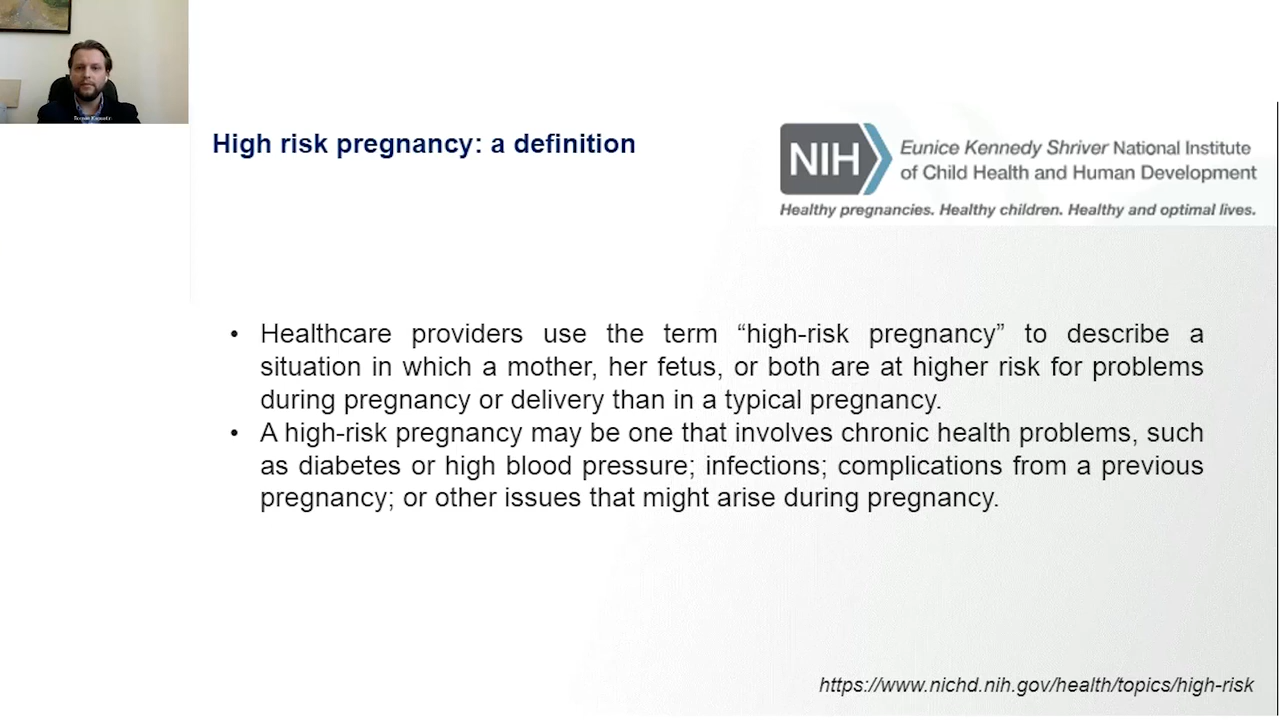 High risk pregnancy: a definition
NIH
Eunice Kennedy Shriver National Institute
of Child Health and Human Development
Healthy pregnancies. Healthy children. Healthy and optimal lives.
• Healthcare providers use the term “high-risk pregnancy” to describe a
situation in which a mother, her fetus, or both are at higher risk for problems
during pregnancy or delivery than in a typical pregnancy.
• A high-risk pregnancy may be one that involves chronic health problems, such
as diabetes or high blood pressure; infections; complications from a previous
pregnancy; or other issues that might arise during pregnancy.
https://www.nichd.nih.gov/health/topics/high-risk